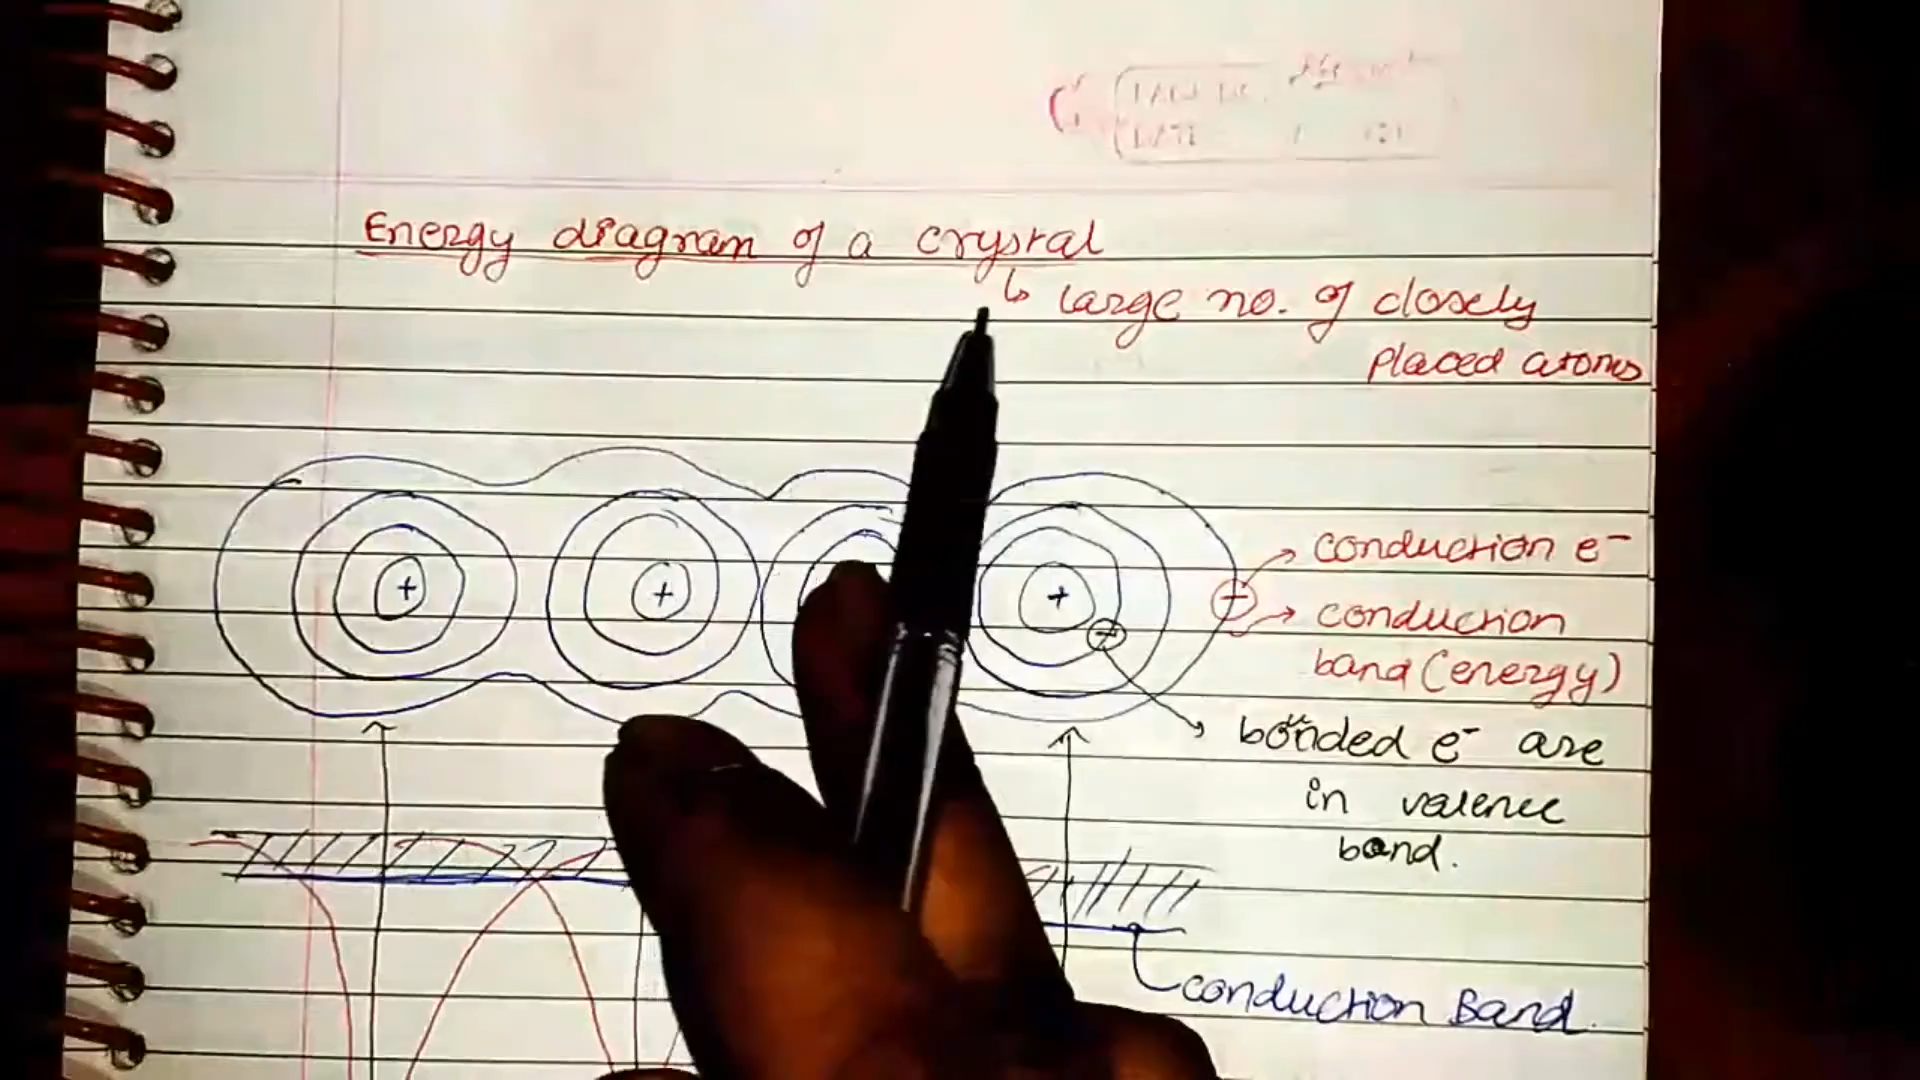 Energy diagram of a crystal
↳ Large no. of closely
placed atoms
+ + +
conduction e⁻
conduction
band (energy)
bonded e⁻ are
in valence
band.
conduction Band.